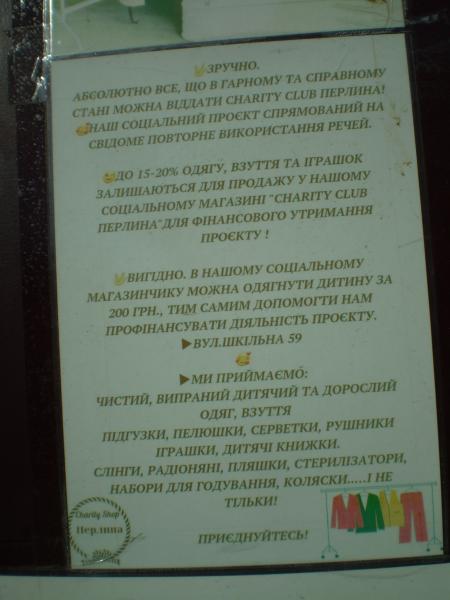 ✌ЗРУЧНО.
АБСОЛЮТНО ВСЕ, ЩО В ГАРНОМУ ТА СПРАВНОМУ
СТАНІ МОЖНА ВІДДАТИ CHARITY CLUB ПЕРЛИНА!
🥰НАШ СОЦІАЛЬНИЙ ПРОЄКТ СПРЯМОВАНИЙ НА
СВІДОМЕ ПОВТОРНЕ ВИКОРИСТАННЯ РЕЧЕЙ.
ДО 15-20% ОДЯГУ, ВЗУТТЯ ТА ІГРАШОК
ЗАЛИШАЮТЬСЯ ДЛЯ ПРОДАЖУ У НАШОМУ
СОЦІАЛЬНОМУ МАГАЗИНІ "CHARITY CLUB
ПЕРЛИНА"ДЛЯ ФІНАНСОВОГО УТРИМАННЯ
ПРОЄКТУ !
✌ВИГІДНО. В НАШОМУ СОЦІАЛЬНОМУ
МАГАЗИНЧИКУ МОЖНА ОДЯГНУТИ ДИТИНУ ЗА
200 ГРН., ТИМ САМИМ ДОПОМОГТИ НАМ
ПРОФІНАНСУВАТИ ДІЯЛЬНІСТЬ ПРОЄКТУ.
▶ВУЛ.ШКІЛЬНА 59
🥰
▶МИ ПРИЙМАЄМО:
ЧИСТИЙ, ВИПРАНИЙ ДИТЯЧИЙ ТА ДОРОСЛИЙ
ОДЯГ, ВЗУТТЯ
ПІДГУЗКИ, ПЕЛЮШКИ, СЕРВЕТКИ, РУШНИКИ
ІГРАШКИ, ДИТЯЧІ КНИЖКИ.
СЛІНГИ, РАДІОНЯНІ, ПЛЯШКИ, СТЕРИЛІЗАТОРИ,
НАБОРИ ДЛЯ ГОДУВАННЯ, КОЛЯСКИ.....І НЕ
ТІЛЬКИ!
Charity Shop
Перлина
ПРИЄДНУЙТЕСЬ!